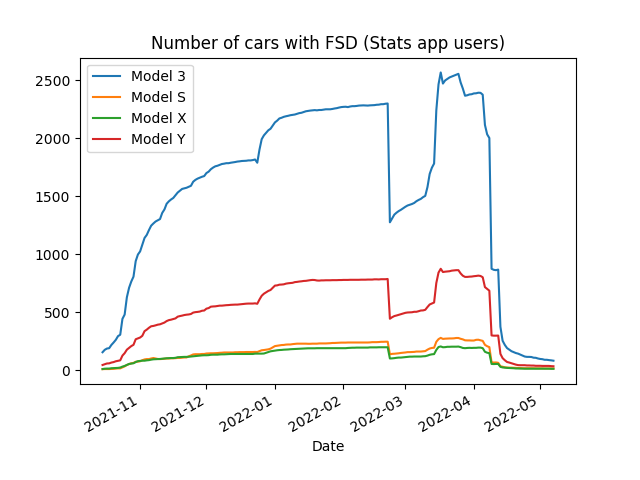 Number of cars with FSD (Stats app users)
Model 3
Model S
Model X
Model Y
2500
2000
1500
1000
500
0
2021-11
2021-12
2022-01
2022-02
2022-03
2022-04
2022-05
Date